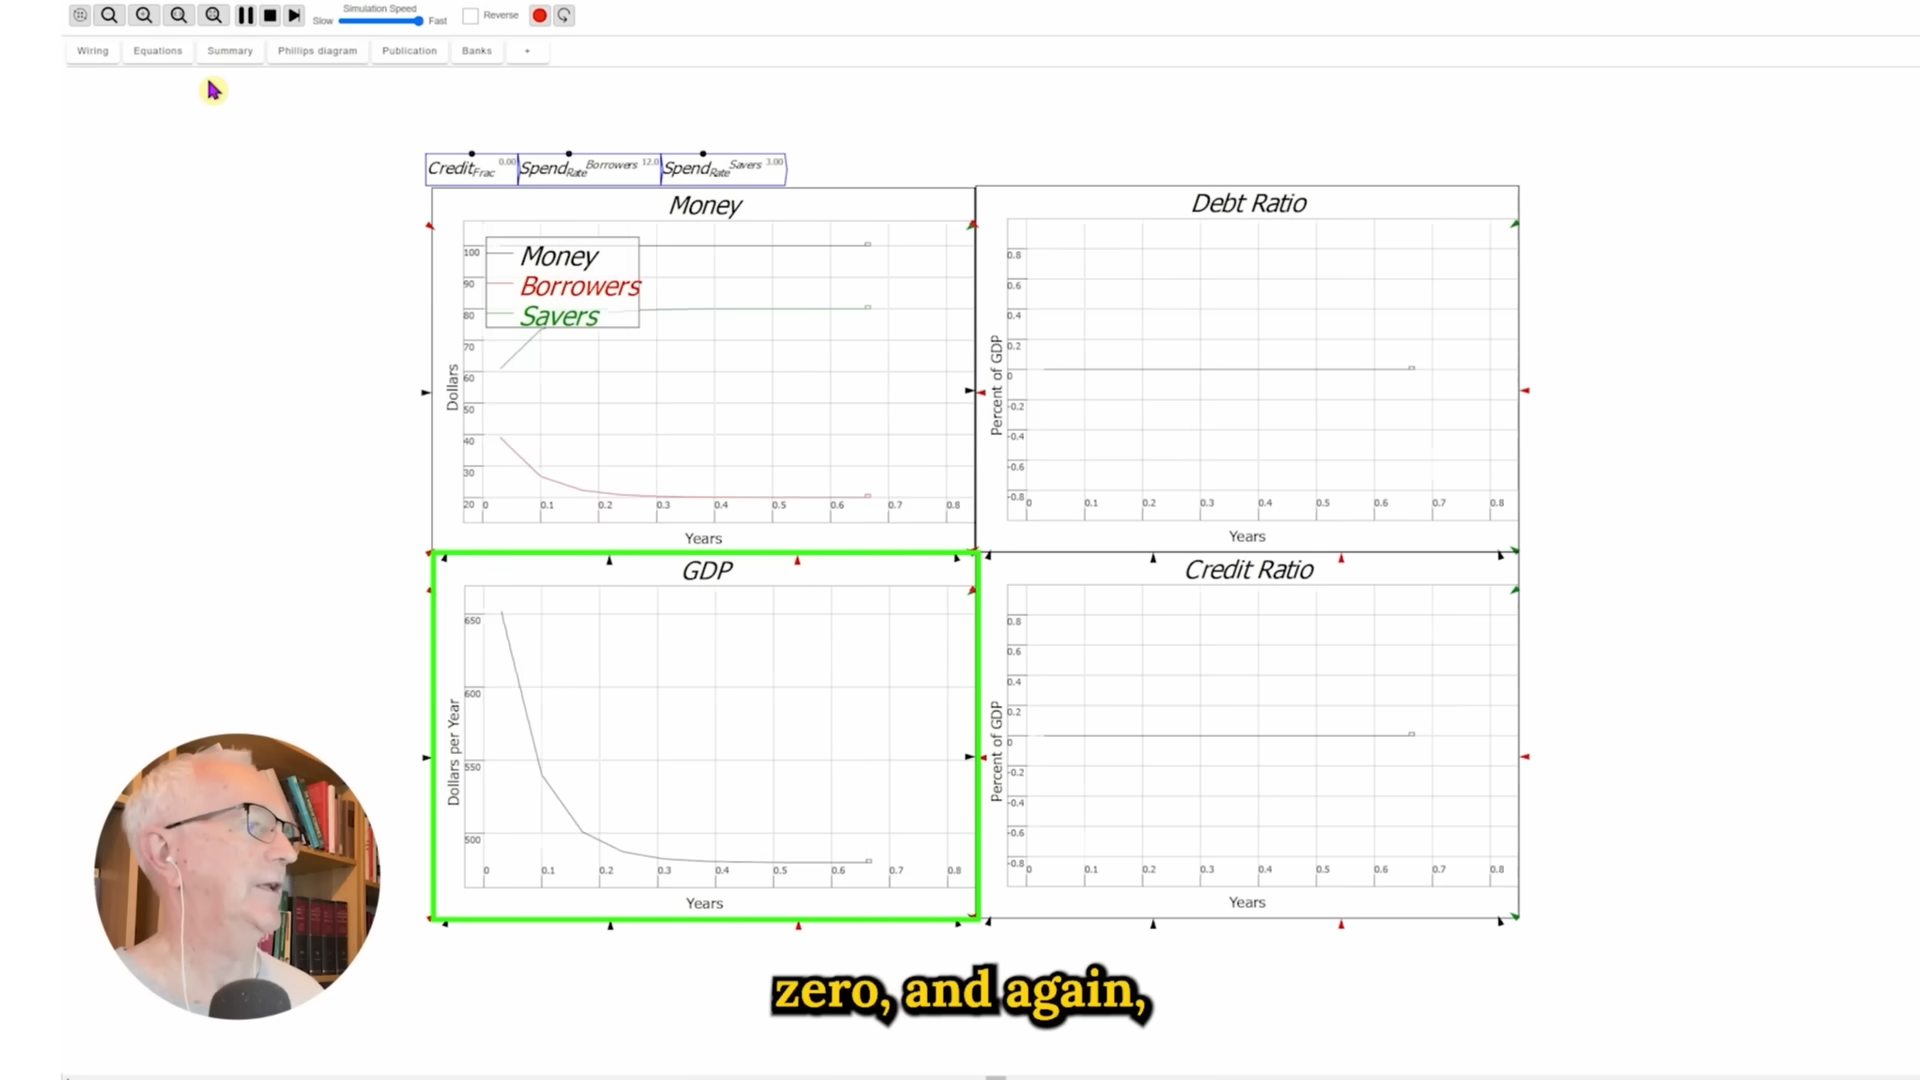 Simulation Speed
Slow Fast Reverse
Wiring Equations Summary Phillips diagram Publication Banks +
Credit Frac 0.00 Spend Rate Borrowers 12.0 Spend Rate Savers 3.00
Money
Money
Borrowers
Savers
100
90
80
70
60
50
40
30
20
Dollars
0 0.1 0.2 0.3 0.4 0.5 0.6 0.7 0.8
Years
Debt Ratio
0.8
0.6
0.4
0.2
0
-0.2
-0.4
-0.6
-0.8
Percent of GDP
0 0.1 0.2 0.3 0.4 0.5 0.6 0.7 0.8
Years
GDP
650
600
550
500
Dollars per Year
0 0.1 0.2 0.3 0.4 0.5 0.6 0.7 0.8
Years
Credit Ratio
0.8
0.6
0.4
0.2
0
-0.2
-0.4
-0.6
-0.8
Percent of GDP
0 0.1 0.2 0.3 0.4 0.5 0.6 0.7 0.8
Years
zero, and again,